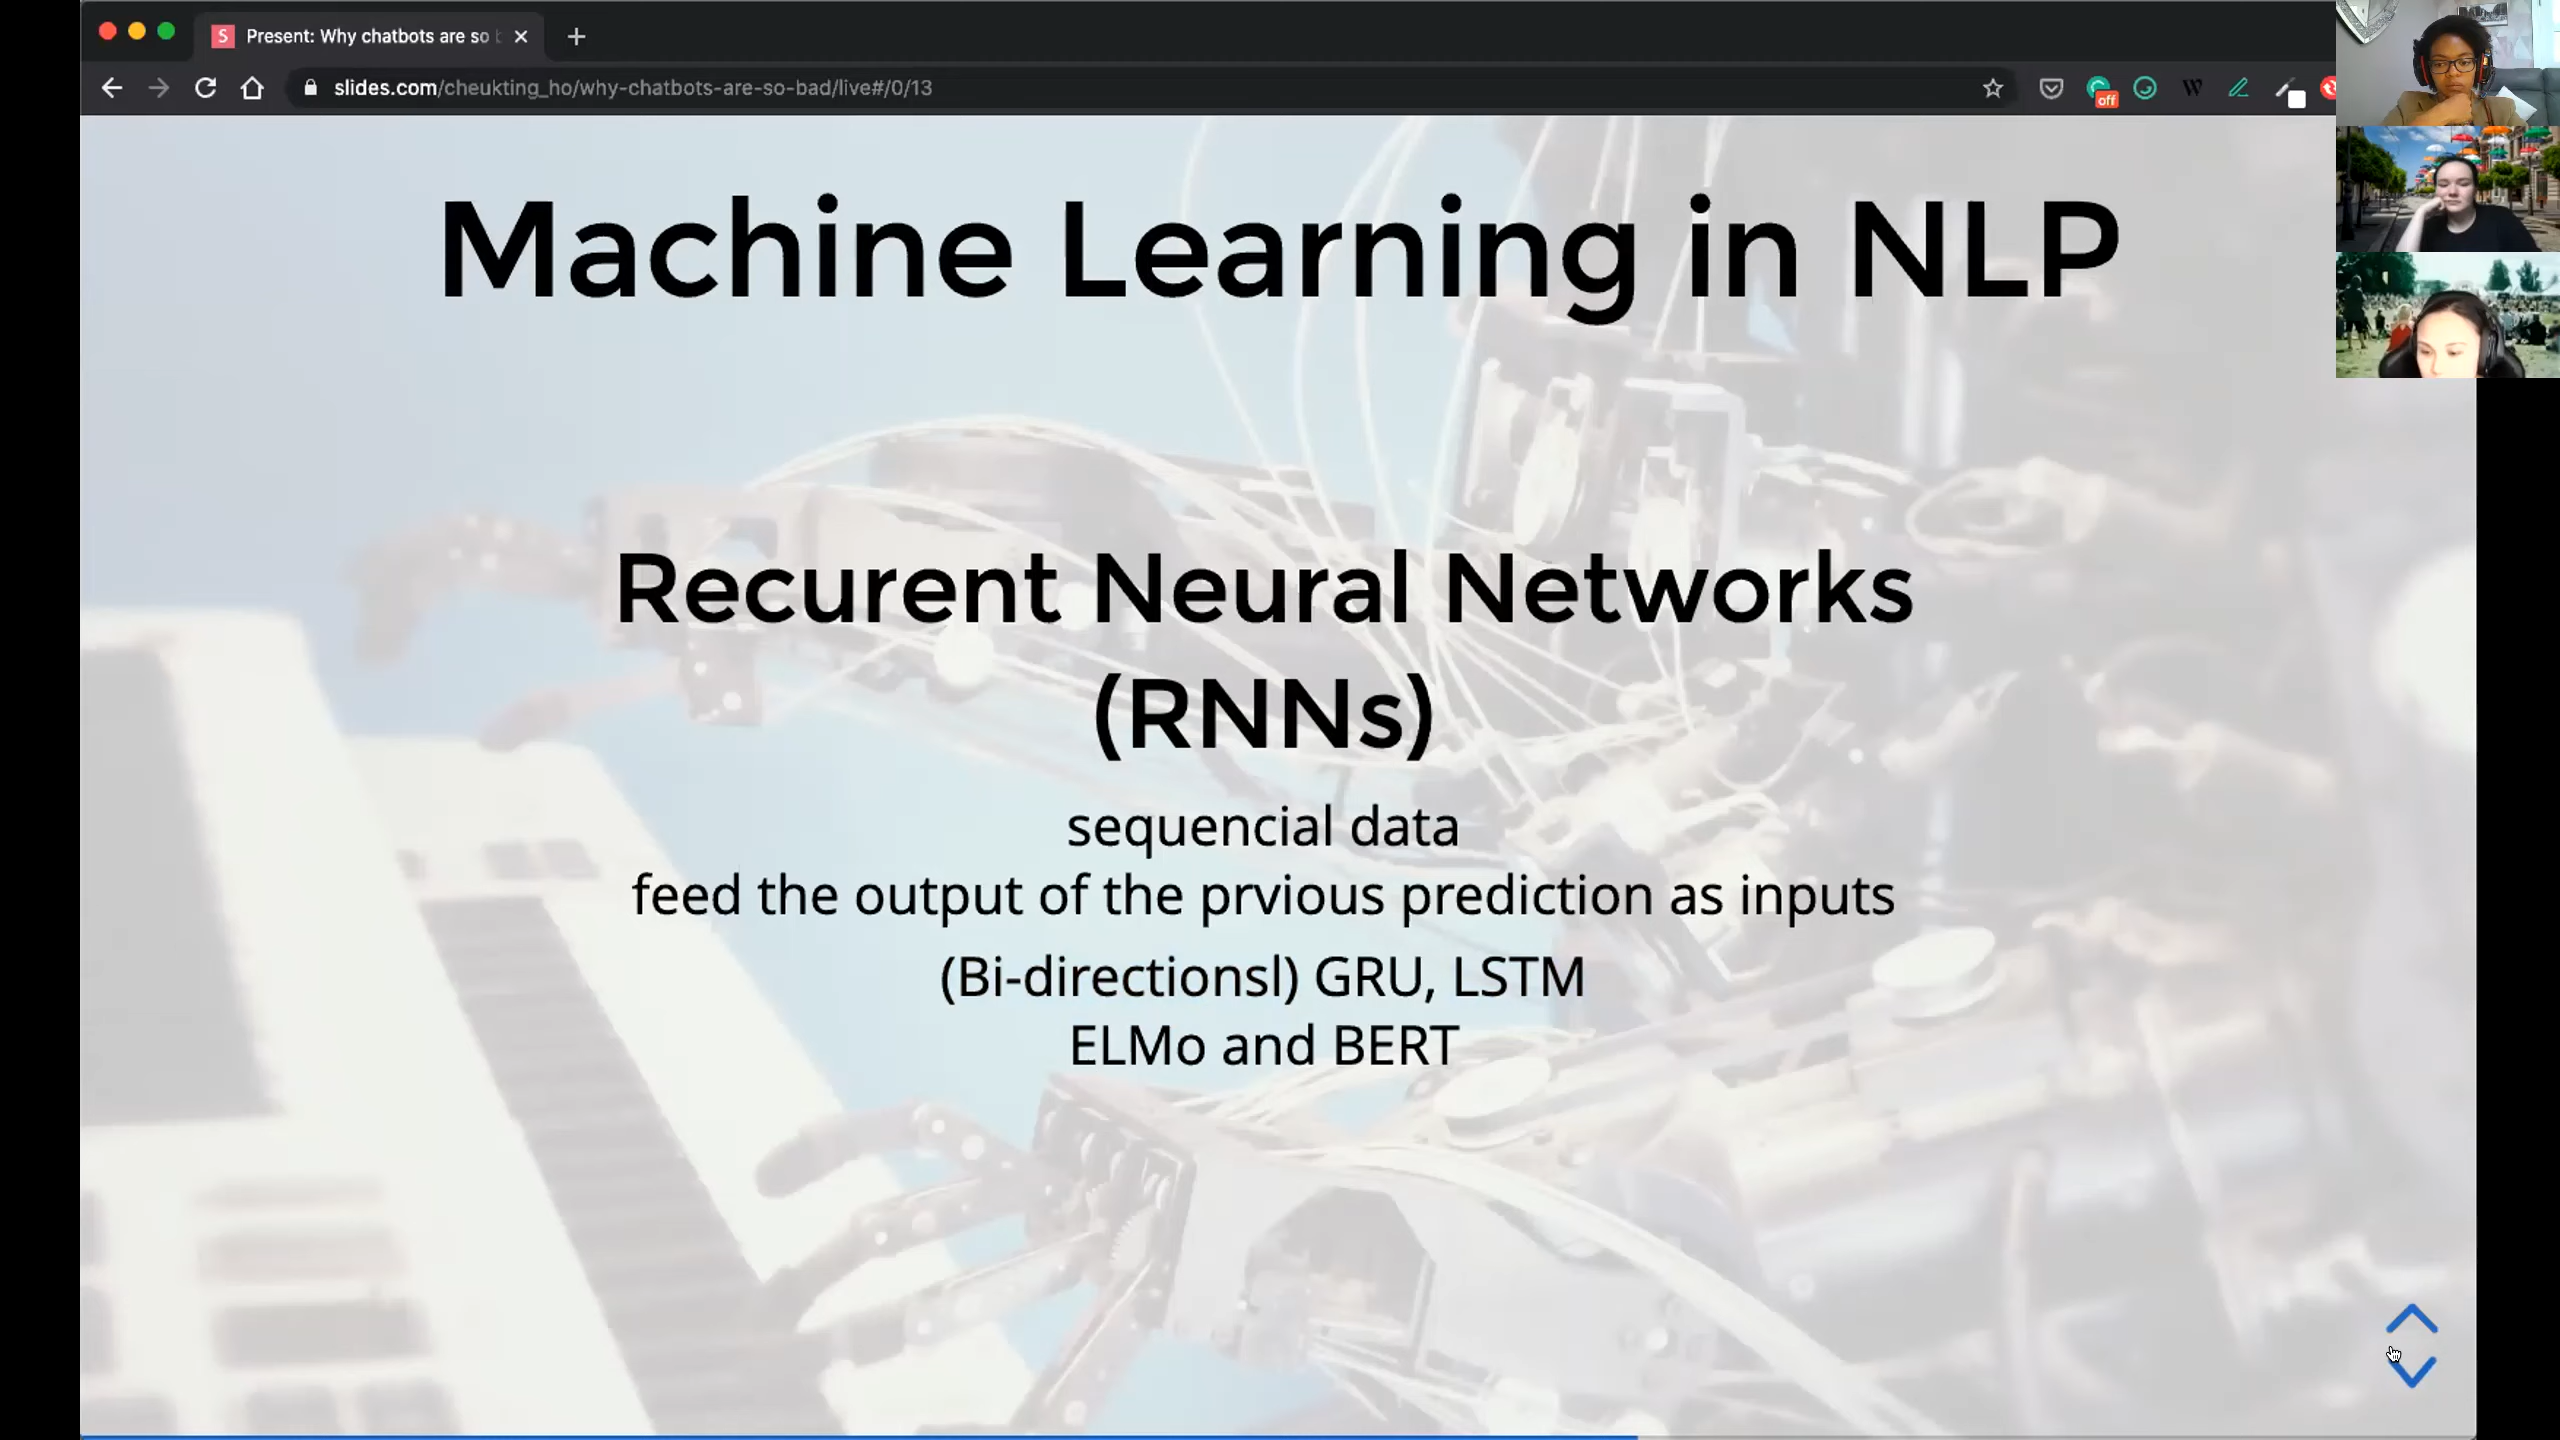 Present: Why chatbots are so
slides.com/cheukting_ho/why-chatbots-are-so-bad/live#/0/13
off
Machine Learning in NLP
Recurent Neural Networks
(RNNs)
sequencial data
feed the output of the prvious prediction as inputs
(Bi-directionsl) GRU, LSTM
ELMo and BERT